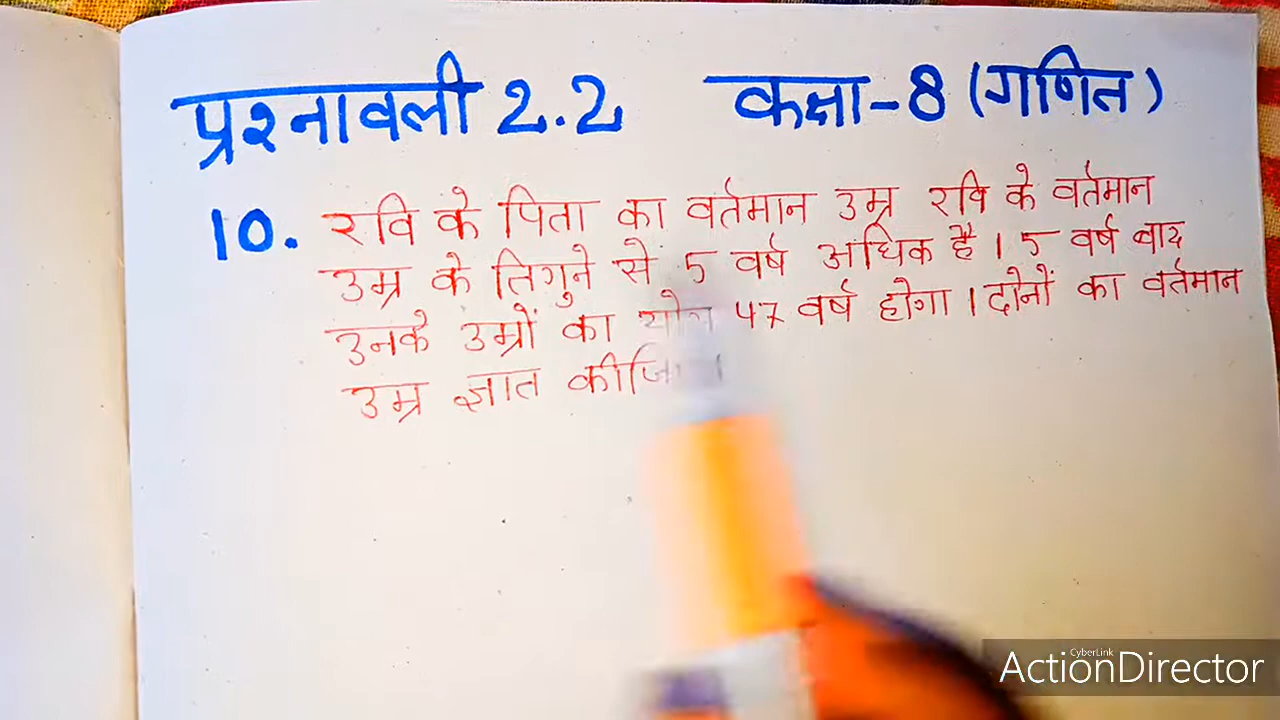 प्रश्नावली 2.2 कक्षा-8 (गणित)
10. रवि के पिता का वर्तमान उम्र रवि के वर्तमान
उम्र के तिगुने से 5 वर्ष अधिक है। 5 वर्ष बाद
उनके उम्रों का योग 47 वर्ष होगा। दोनों का वर्तमान
उम्र ज्ञात
CyberLink
ActionDirector